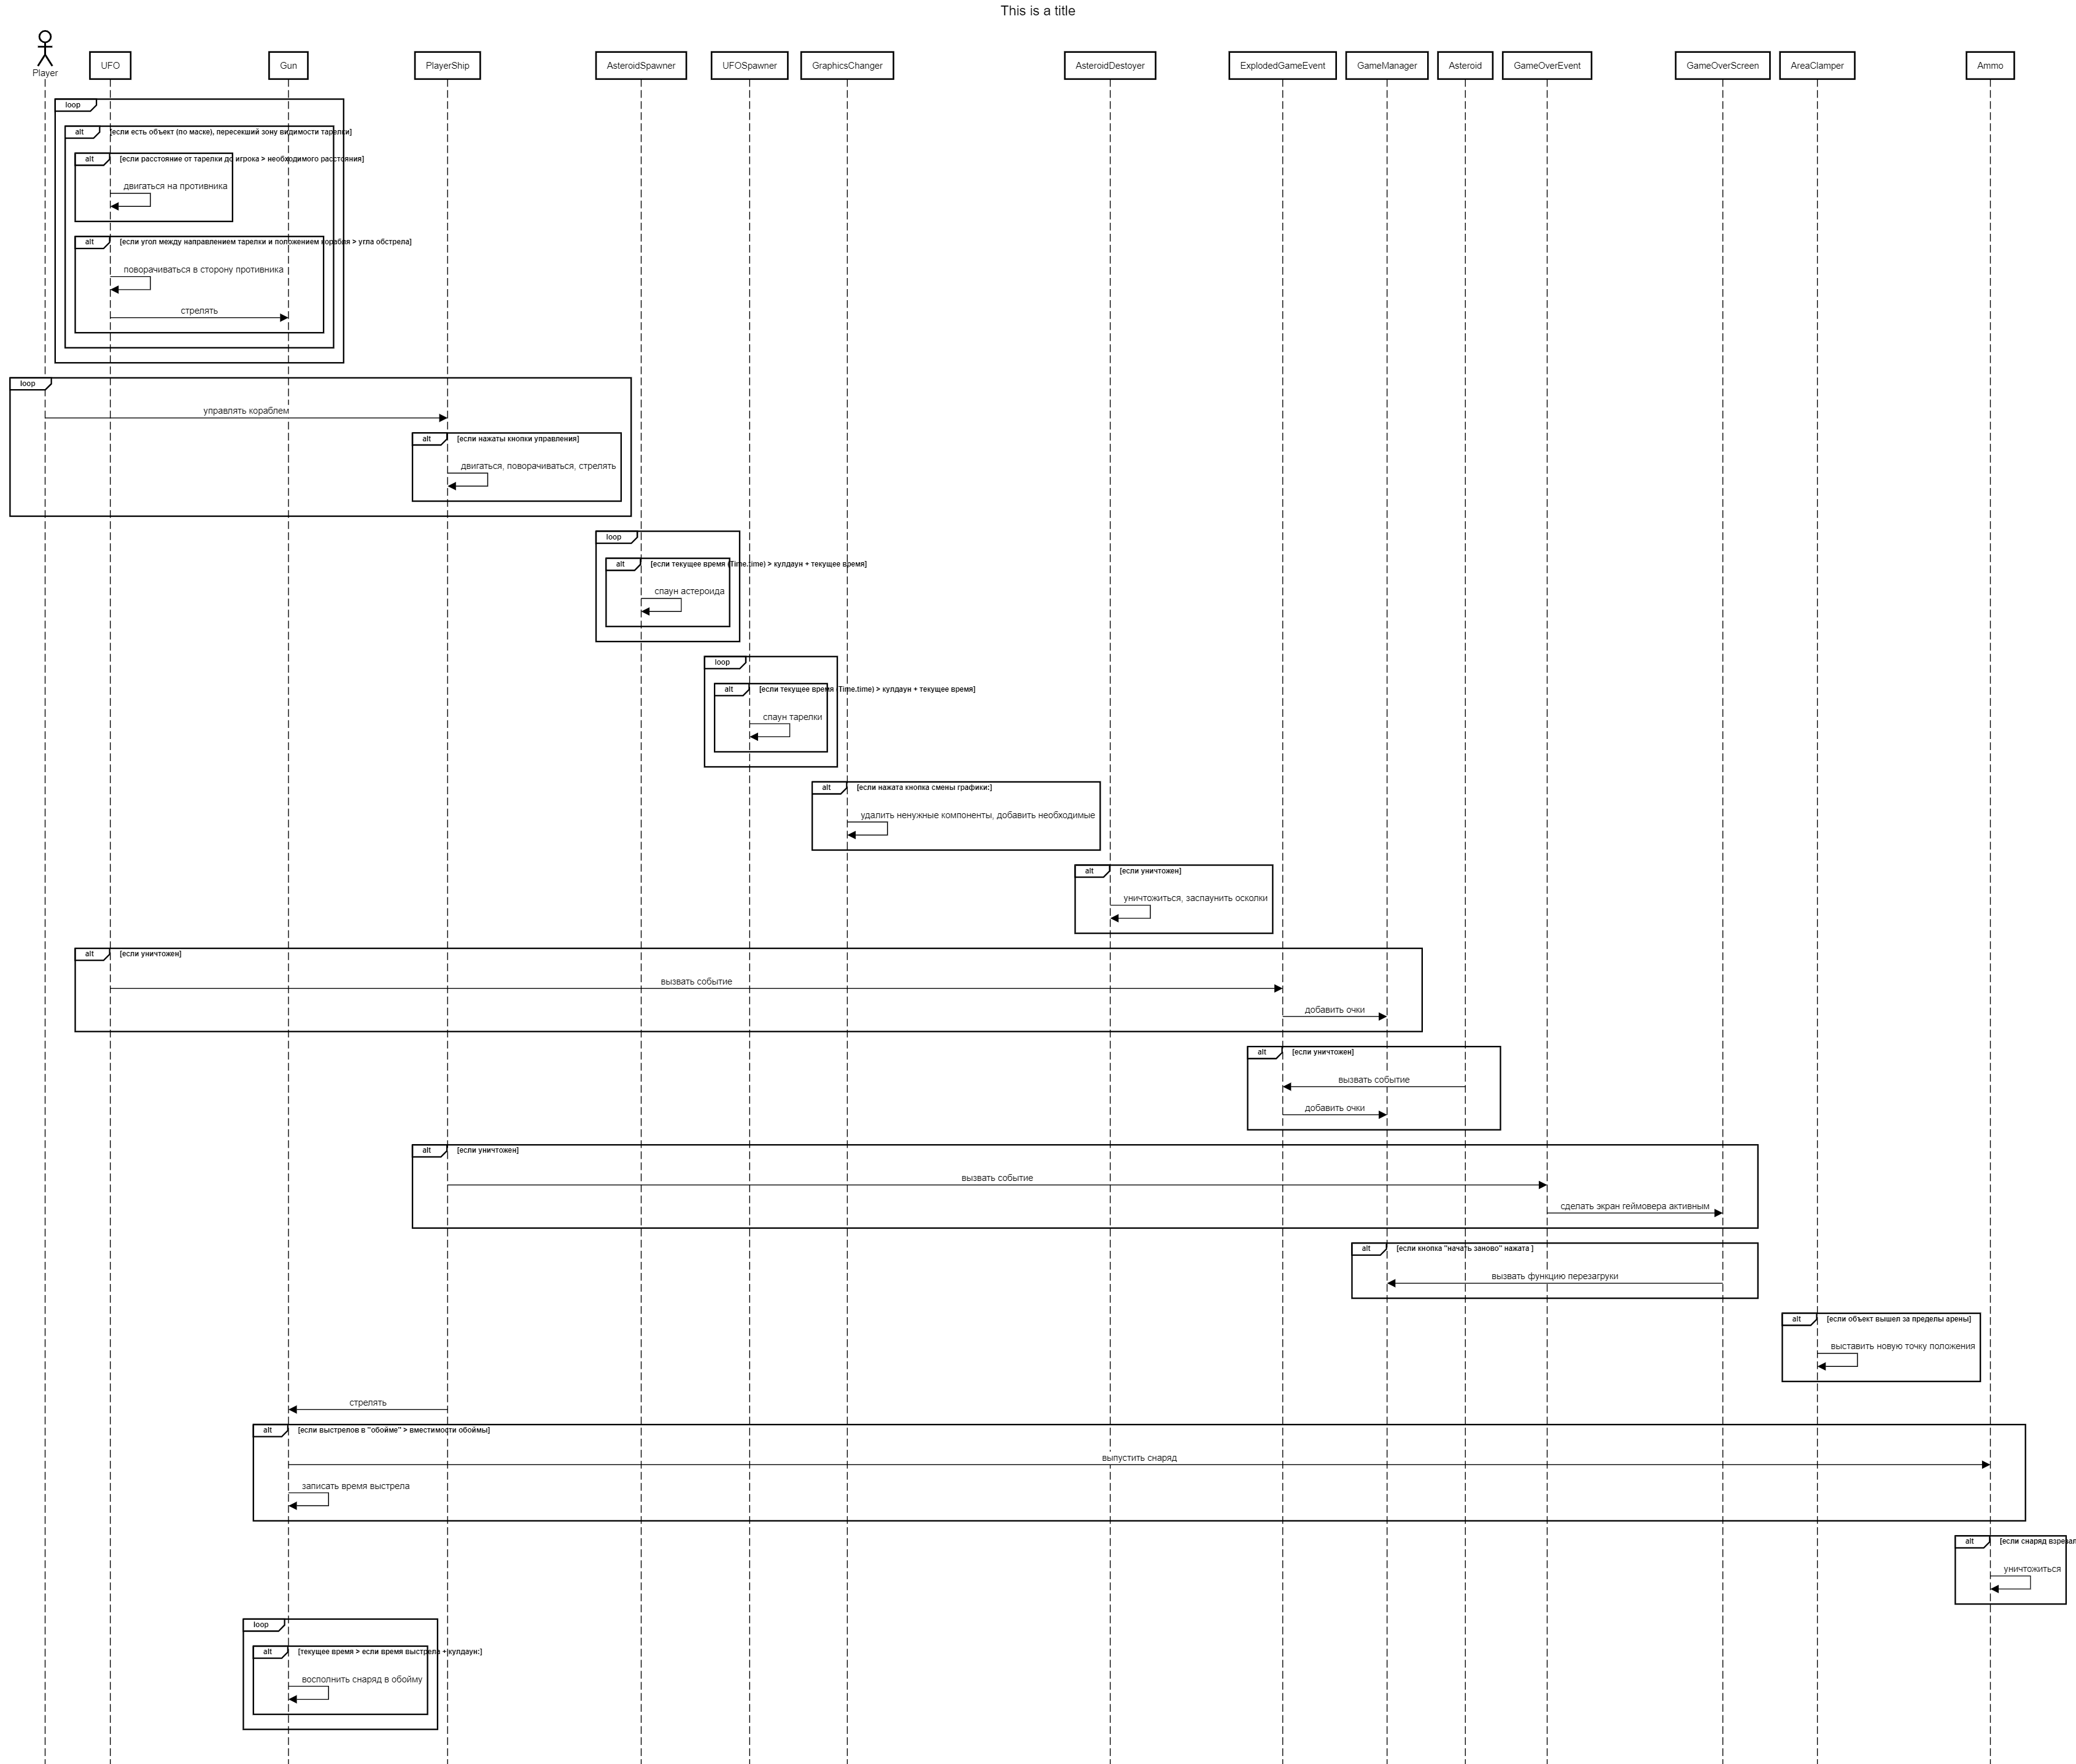 This is a title
Player
UFO
Gun
PlayerShip
AsteroidSpawner
UFOSpawner
GraphicsChanger
AsteroidDestoyer
ExplodedGameEvent
GameManager
Asteroid
GameOverEvent
GameOverScreen
AreaClamper
Ammo
loop
alt [если есть объект (по маске), пересекший зону видимости тарелки]
alt [если расстояние от тарелки до игрока > необходимого расстояния]
двигаться на противника
alt [если угол между направлением тарелки и положением корабля > угла обстрела]
поворачиваться в сторону противника
стрелять
loop
управлять кораблем
alt [если нажаты кнопки управления]
двигаться, поворачиваться, стрелять
loop
alt [если текущее время (Time.time) > кулдаун + текущее время]
спаун астероида
loop
alt [если текущее время (Time.time) > кулдаун + текущее время]
спаун тарелки
alt [если нажата кнопка смены графики:]
удалить ненужные компоненты, добавить необходимые
alt [если уничтожен]
уничтожиться, заспаунить осколки
alt [если уничтожен]
вызвать событие
добавить очки
alt [если уничтожен]
вызвать событие
добавить очки
alt [если уничтожен]
вызвать событие
сделать экран геймовера активным
alt [если кнопка "начать заново" нажата ]
вызвать функцию перезагруки
alt [если объект вышел за пределы арены]
выставить новую точку положения
стрелять
alt [если выстрелов в "обойме" > вместимости обоймы]
выпустить снаряд
записать время выстрела
alt [если снаряд
уничтожиться
loop
alt [текущее время > если время выстрела + кулдаун:]
восполнить снаряд в обойму